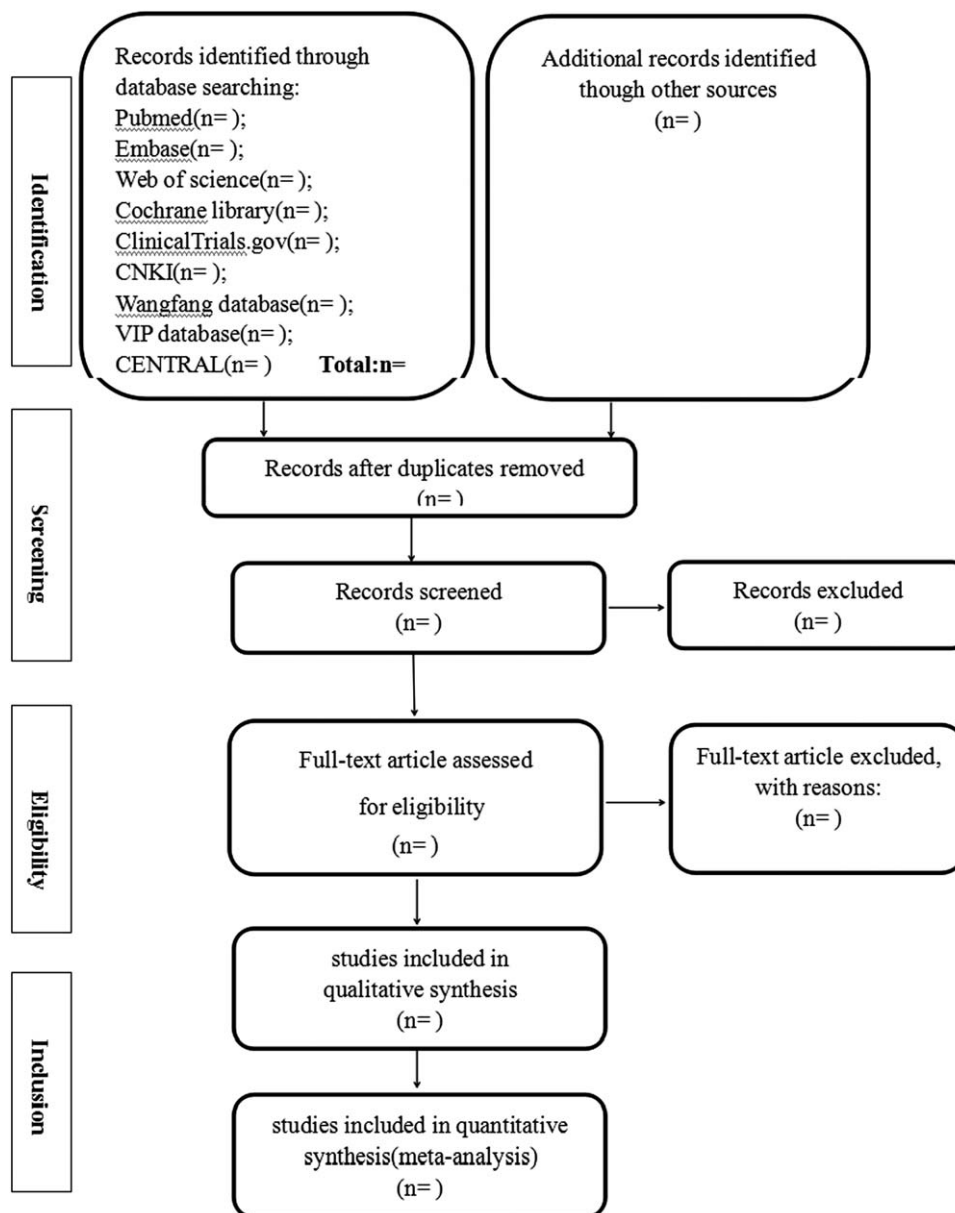 Identification
Records identified through
database searching:
Pubmed(n= );
Embase(n= );
Web of science(n= );
Cochrane library(n= );
ClinicalTrials.gov(n= );
CNKI(n= );
Wangfang database(n= );
VIP database(n= );
CENTRAL(n= ) Total:n=
Additional records identified
though other sources
(n= )
Screening
Records after duplicates removed
(n= )
Records screened
(n= )
Records excluded
(n= )
Eligibility
Full-text article assessed
for eligibility
(n= )
Full-text article excluded,
with reasons:
(n= )
Inclusion
studies included in
qualitative synthesis
(n= )
studies included in quantitative
synthesis(meta-analysis)
(n= )